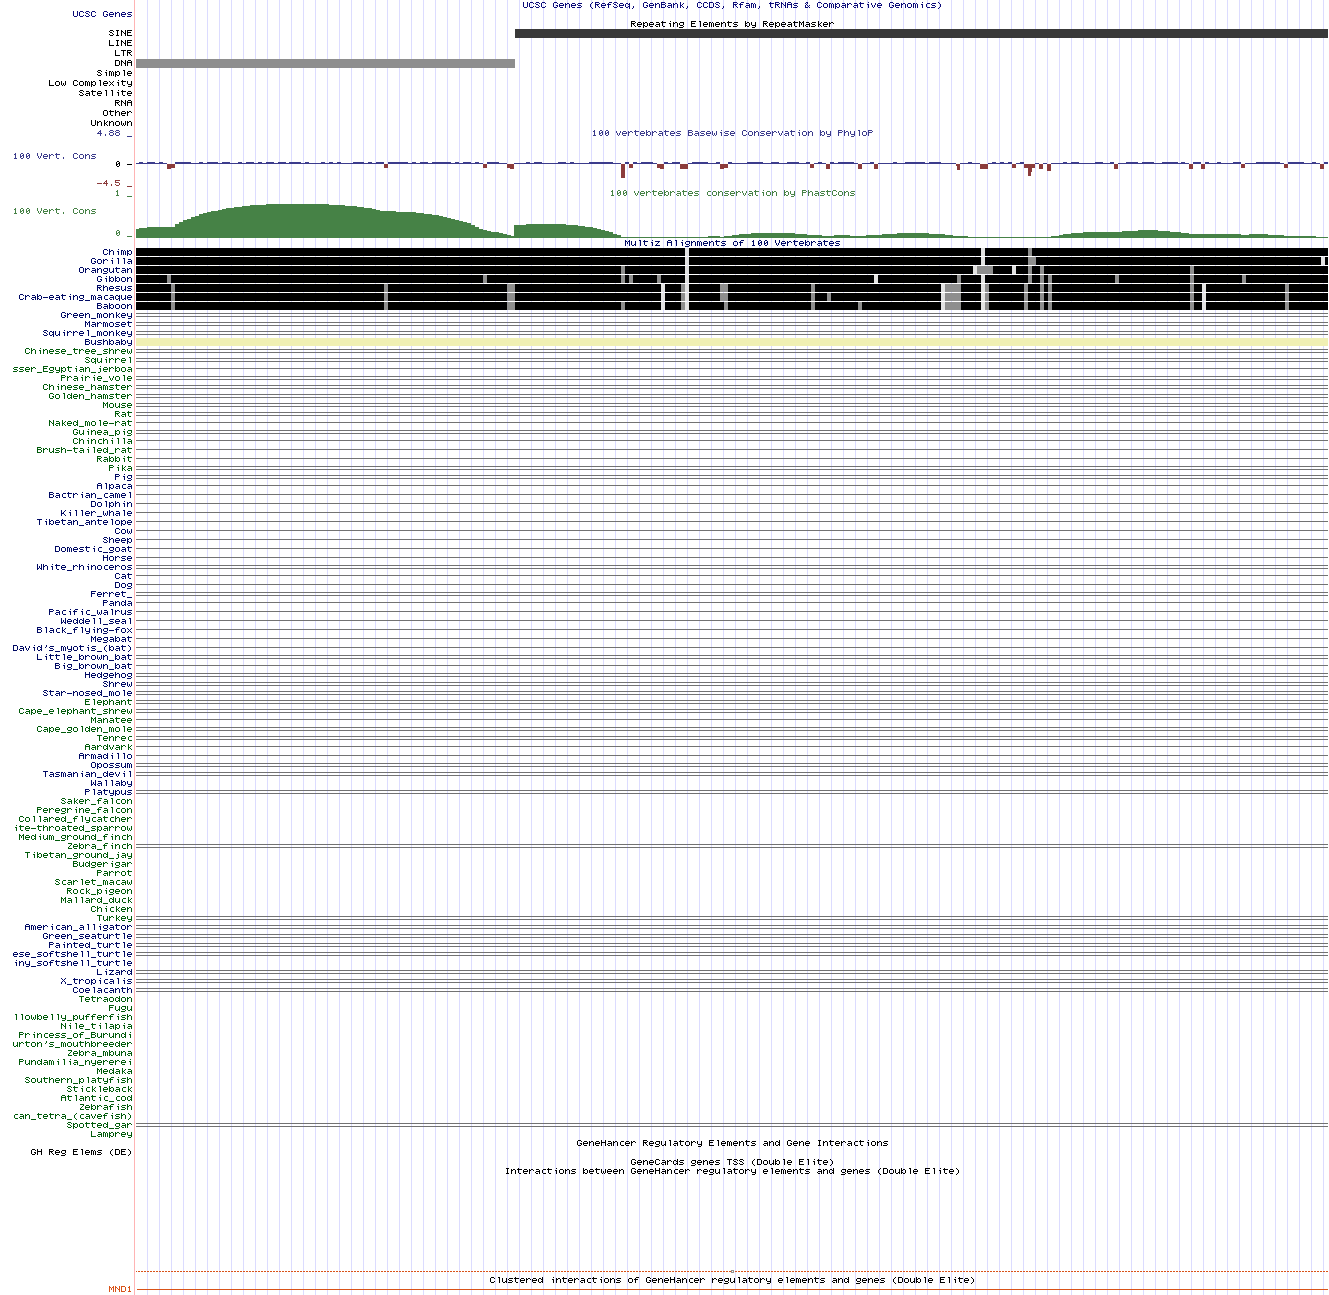 UCSC Genes (RefSeq, GenBank, CCDS, Rfam, tRNAs & Comparative Genomics)
UCSC Genes
Repeating Elements by RepeatMasker
SINE
LINE
LTR
DNA
Simple
Low Complexity
Satellite
RNA
Other
Unknown
100 vertebrates Basewise Conservation by PhyloP
4.88 _
100 Vert. Cons
0 -
-4.5 _
100 vertebrates conservation by PhastCons
1 _
100 Vert. Cons
0 _
Multiz Alignments of 100 Vertebrates
Chimp
Gorilla
Orangutan
Gibbon
Rhesus
Crab-eating_macaque
Baboon
Green_monkey
Marmoset
Squirrel_monkey
Bushbaby
Chinese_tree_shrew
Squirrel
sser_Egyptian_jerboa
Prairie_vole
Chinese_hamster
Golden_hamster
Mouse
Rat
Naked_mole-rat
Guinea_pig
Chinchilla
Brush-tailed_rat
Rabbit
Pika
Pig
Alpaca
Bactrian_camel
Dolphin
Killer_whale
Tibetan_antelope
Cow
Sheep
Domestic_goat
Horse
White_rhinoceros
Cat
Dog
Ferret_
Panda
Pacific_walrus
Weddell_seal
Black_flying-fox
Megabat
David's_myotis_(bat)
Little_brown_bat
Big_brown_bat
Hedgehog
Shrew
Star-nosed_mole
Elephant
Cape_elephant_shrew
Manatee
Cape_golden_mole
Tenrec
Aardvark
Armadillo
Opossum
Tasmanian_devil
Wallaby
Platypus
Saker_falcon
Peregrine_falcon
Collared_flycatcher
ite-throated_sparrow
Medium_ground_finch
Zebra_finch
Tibetan_ground_jay
Budgerigar
Parrot
Scarlet_macaw
Rock_pigeon
Mallard_duck
Chicken
Turkey
American_alligator
Green_seaturtle
Painted_turtle
ese_softshell_turtle
iny_softshell_turtle
Lizard
X_tropicalis
Coelacanth
Tetraodon
Fugu
llowbelly_pufferfish
Nile_tilapia
Princess_of_Burundi
urton's_mouthbreeder
Zebra_mbuna
Pundamilia_nyererei
Medaka
Southern_platyfish
Stickleback
Atlantic_cod
Zebrafish
can_tetra_(cavefish)
Spotted_gar
Lamprey
GeneHancer Regulatory Elements and Gene Interactions
GH Reg Elems (DE)
GeneCards genes TSS (Double Elite)
Interactions between GeneHancer regulatory elements and genes (Double Elite)
Clustered interactions of GeneHancer regulatory elements and genes (Double Elite)
MND1